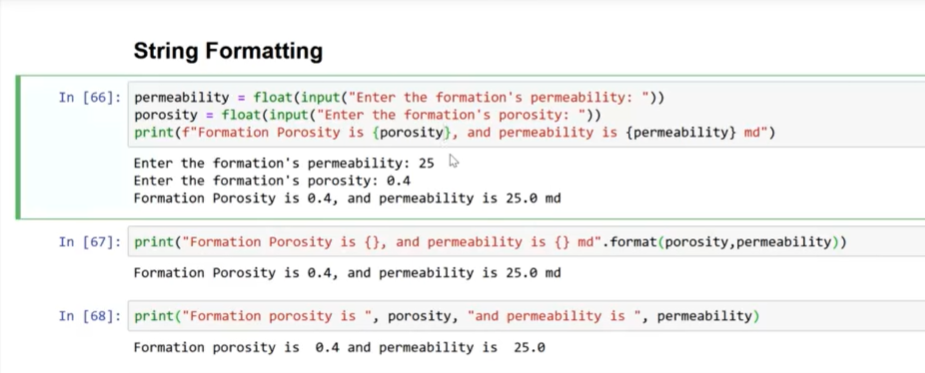 String Formatting
In [66]: permeability = float(input("Enter the formation's permeability: "))
porosity = float(input("Enter the formation's porosity: "))
print(f"Formation Porosity is {porosity}, and permeability is {permeability} md")
Enter the formation's permeability: 25
Enter the formation's porosity: 0.4
Formation Porosity is 0.4, and permeability is 25.0 md
In [67]: print("Formation Porosity is {}, and permeability is {} md".format(porosity,permeability))
Formation Porosity is 0.4, and permeability is 25.0 md
In [68]: print("Formation porosity is ", porosity, "and permeability is ", permeability)
Formation porosity is  0.4 and permeability is  25.0